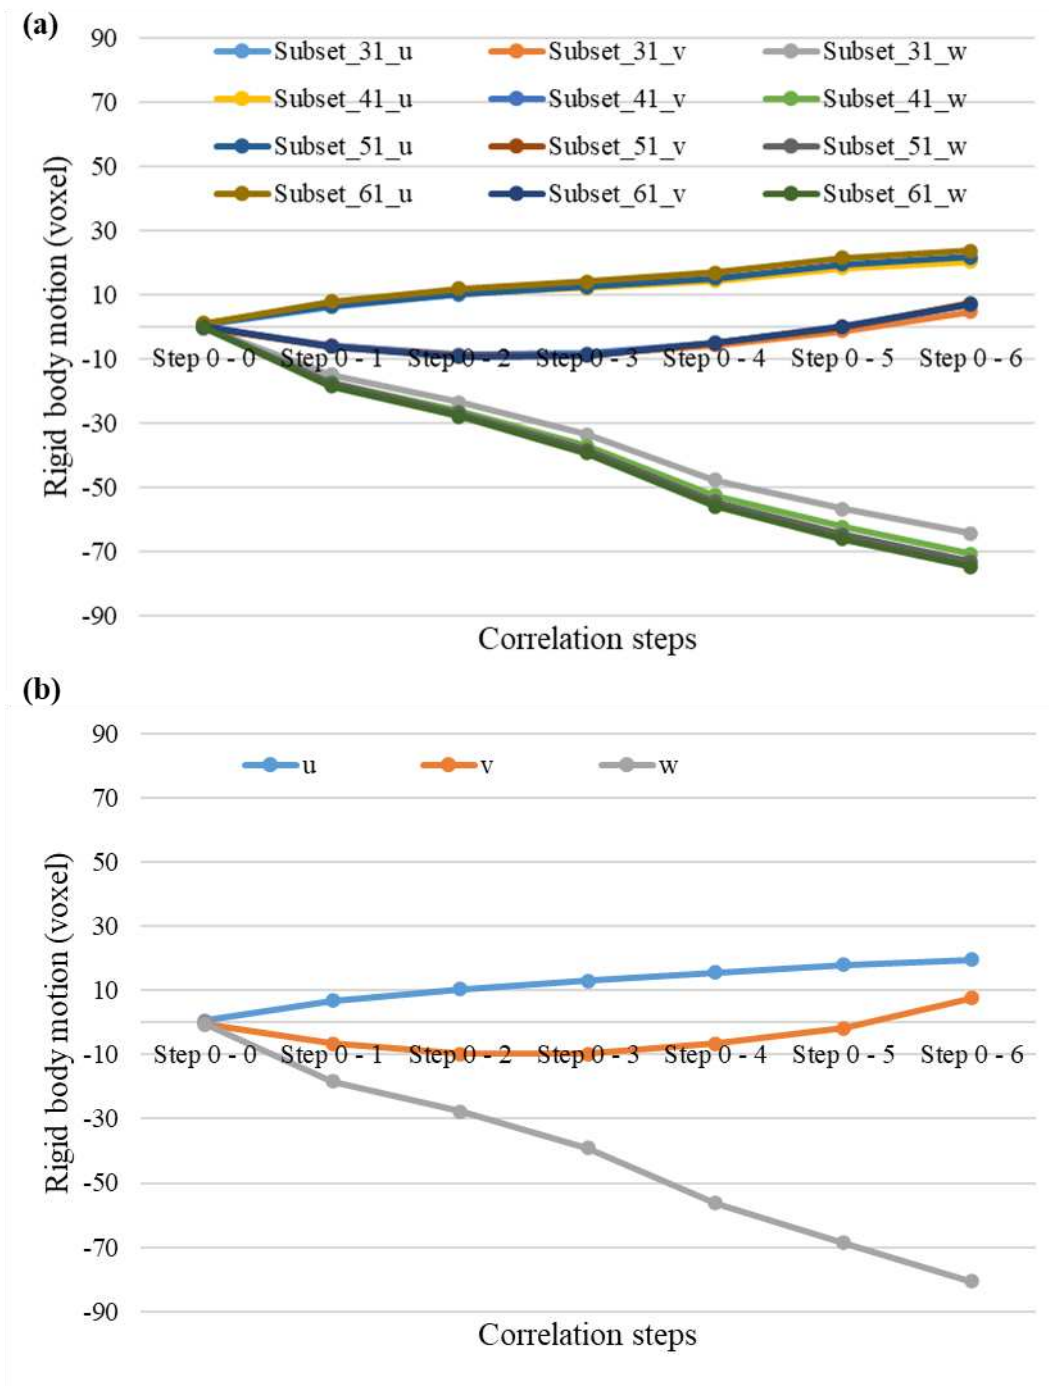 (a)
90
Subset_31_u Subset_31_v Subset_31_w
70
Subset_41_u Subset_41_v Subset_41_w
50
Subset_51_u Subset_51_v Subset_51_w
Subset_61_u Subset_61_v Subset_61_w
30
10
-10
Step 0 - 0 Step 0 - 1 Step 0 - 2 Step 0 - 3 Step 0 - 4 Step 0 - 5 Step 0 - 6
-30
-50
-70
-90
Rigid body motion (voxel)
Correlation steps
(b)
90
u v w
70
50
30
10
-10
Step 0 - 0 Step 0 - 1 Step 0 - 2 Step 0 - 3 Step 0 - 4 Step 0 - 5 Step 0 - 6
-30
-50
-70
-90
Rigid body motion (voxel)
Correlation steps